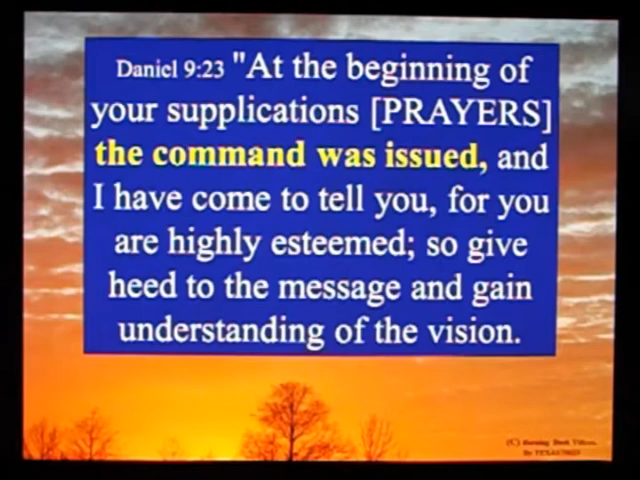 Daniel 9:23 "At the beginning of
your supplications [PRAYERS]
the command was issued, and
I have come to tell you, for you
are highly esteemed; so give
heed to the message and gain
understanding of the vision.